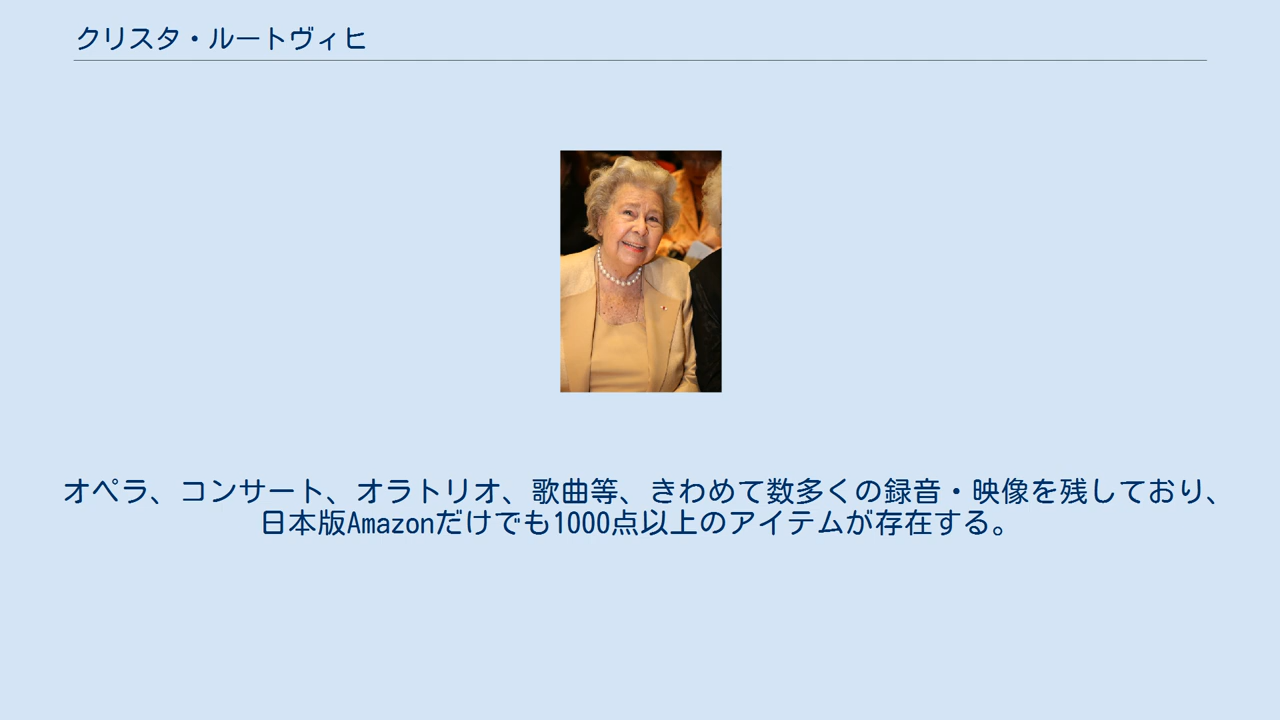 クリスタ・ルートヴィヒ
オペラ、コンサート、オラトリオ、歌曲等、きわめて数多くの録音・映像を残しており、
日本版Amazonだけでも1000点以上のアイテムが存在する。